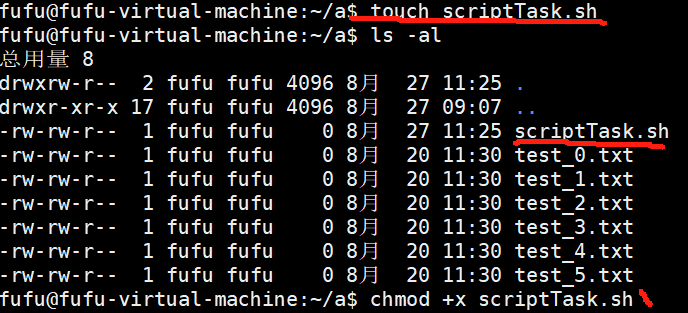 fufu@fufu-virtual-machine:~/a$ touch scriptTask.sh
fufu@fufu-virtual-machine:~/a$ ls -al
总用量 8
drwxrw-r--  2 fufu fufu 4096 8月  27 11:25 .
drwxr-xr-x 17 fufu fufu 4096 8月  27 09:07 ..
-rw-rw-r--  1 fufu fufu    0 8月  27 11:25 scriptTask.sh
-rw-rw-r--  1 fufu fufu    0 8月  20 11:30 test_0.txt
-rw-rw-r--  1 fufu fufu    0 8月  20 11:30 test_1.txt
-rw-rw-r--  1 fufu fufu    0 8月  20 11:30 test_2.txt
-rw-rw-r--  1 fufu fufu    0 8月  20 11:30 test_3.txt
-rw-rw-r--  1 fufu fufu    0 8月  20 11:30 test_4.txt
-rw-rw-r--  1 fufu fufu    0 8月  20 11:30 test_5.txt
fufu@fufu-virtual-machine:~/a$ chmod +x scriptTask.sh